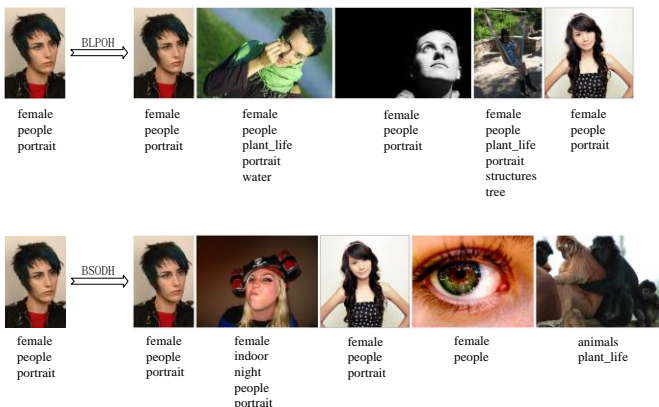 BLPOH
female
people
portrait
female
people
portrait
female
people
plant_life
portrait
water
female
people
portrait
female
people
plant_life
portrait
structures
tree
female
people
portrait
BSODH
female
people
portrait
female
people
portrait
female
indoor
night
people
portrait
female
people
portrait
female
people
animals
plant_life